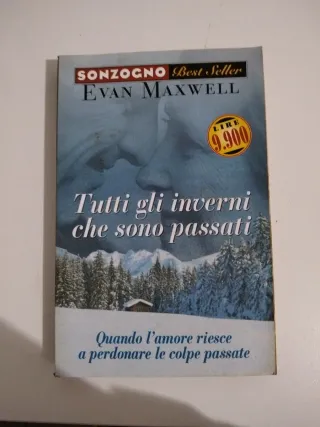 SONZOGNO Best Seller
EVAN MAXWELL
LIRE
9.900
Tutti gli inverni
che sono passati
Quando l'amore riesce
a perdonare le colpe passate